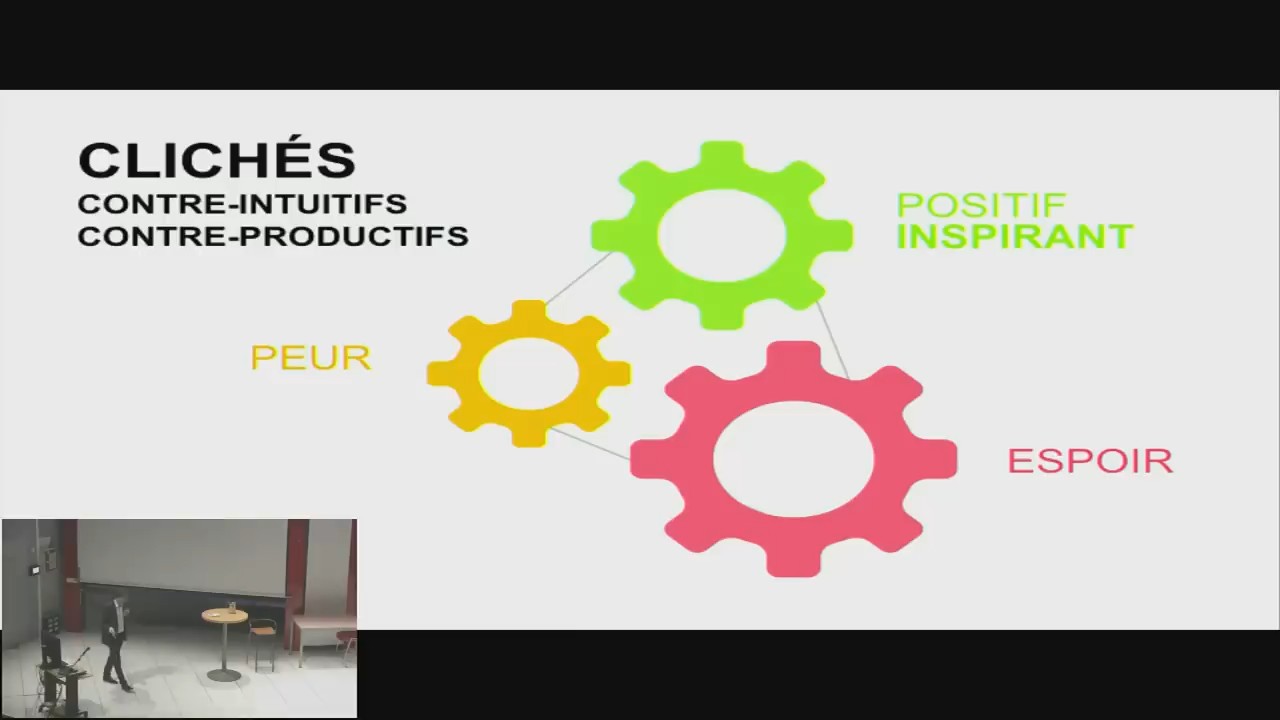 CLICHÉS
CONTRE-INTUITIFS
CONTRE-PRODUCTIFS
POSITIF
INSPIRANT
PEUR
ESPOIR